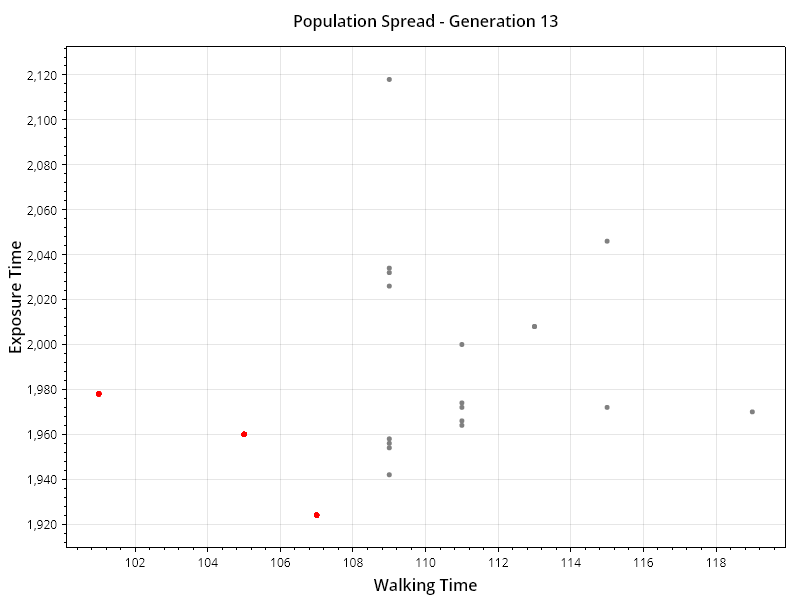 Population Spread - Generation 13
Exposure Time
2,120
2,100
2,080
2,060
2,040
2,020
2,000
1,980
1,960
1,940
1,920
102 104 106 108 110 112 114 116 118
Walking Time